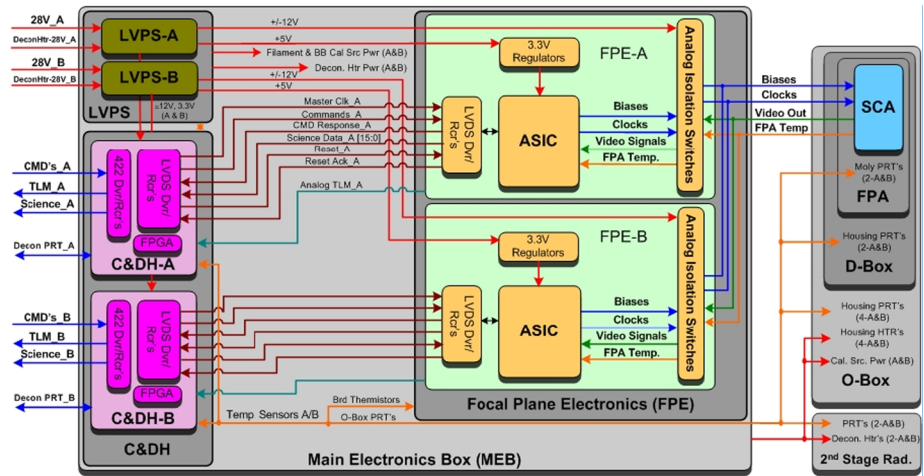 28V_A
DeconHtr-28V_A
28V_B
DeconHtr-28V_B
LVPS-A
LVPS-B
LVPS
±12V, 3.3V
(A & B)
+/-12V
+5V
Filament & BB Cal Src Pwr (A&B)
Decon. Htr Pwr (A&B)
+/-12V
+5V
Master Clk_A
Commands_A
CMD Response_A
Science Data_A [15:0]
Reset_A
Reset Ack_A
Analog TLM_A
CMD's_A
TLM_A
Science_A
Decon PRT_A
422 Dvr/Rcr's
LVDS Dvr/
Rcr's
FPGA
C&DH-A
CMD's_B
TLM_B
Science_B
Decon PRT_B
422 Dvr/Rcr's
LVDS Dvr/
Rcr's
FPGA
C&DH-B
C&DH
Temp Sensors A/B
Brd Thermistors
O-Box PRT's
Main Electronics Box (MEB)
FPE-A
3.3V
Regulators
LVDS Dvr/
Rcr's
ASIC
Biases
Clocks
Video Signals
FPA Temp.
Analog Isolation Switches
FPE-B
3.3V
Regulators
LVDS Dvr/
Rcr's
ASIC
Biases
Clocks
Video Signals
FPA Temp.
Analog Isolation Switches
Focal Plane Electronics (FPE)
Biases
Clocks
Video Out
FPA Temp
SCA
Moly PRT's
(2-A&B)
FPA
Housing PRT's
(2-A&B)
D-Box
Housing PRT's
(4-A&B)
Housing HTR's
(4-A&B)
Cal. Src. Pwr (A&B)
O-Box
PRT's (2-A&B)
Decon. Htr's (2-A&B)
2nd Stage Rad.